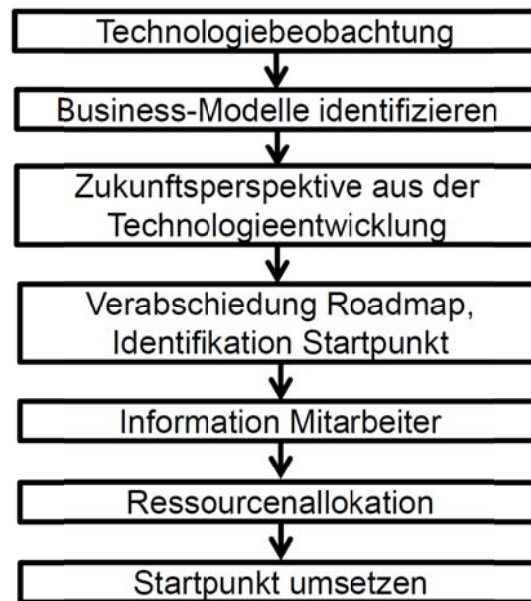 Technologiebeobachtung
Business-Modelle identifizieren
Zukunftsperspektive aus der
Technologieentwicklung
Verabschiedung Roadmap,
Identifikation Startpunkt
Information Mitarbeiter
Ressourcenallokation
Startpunkt umsetzen